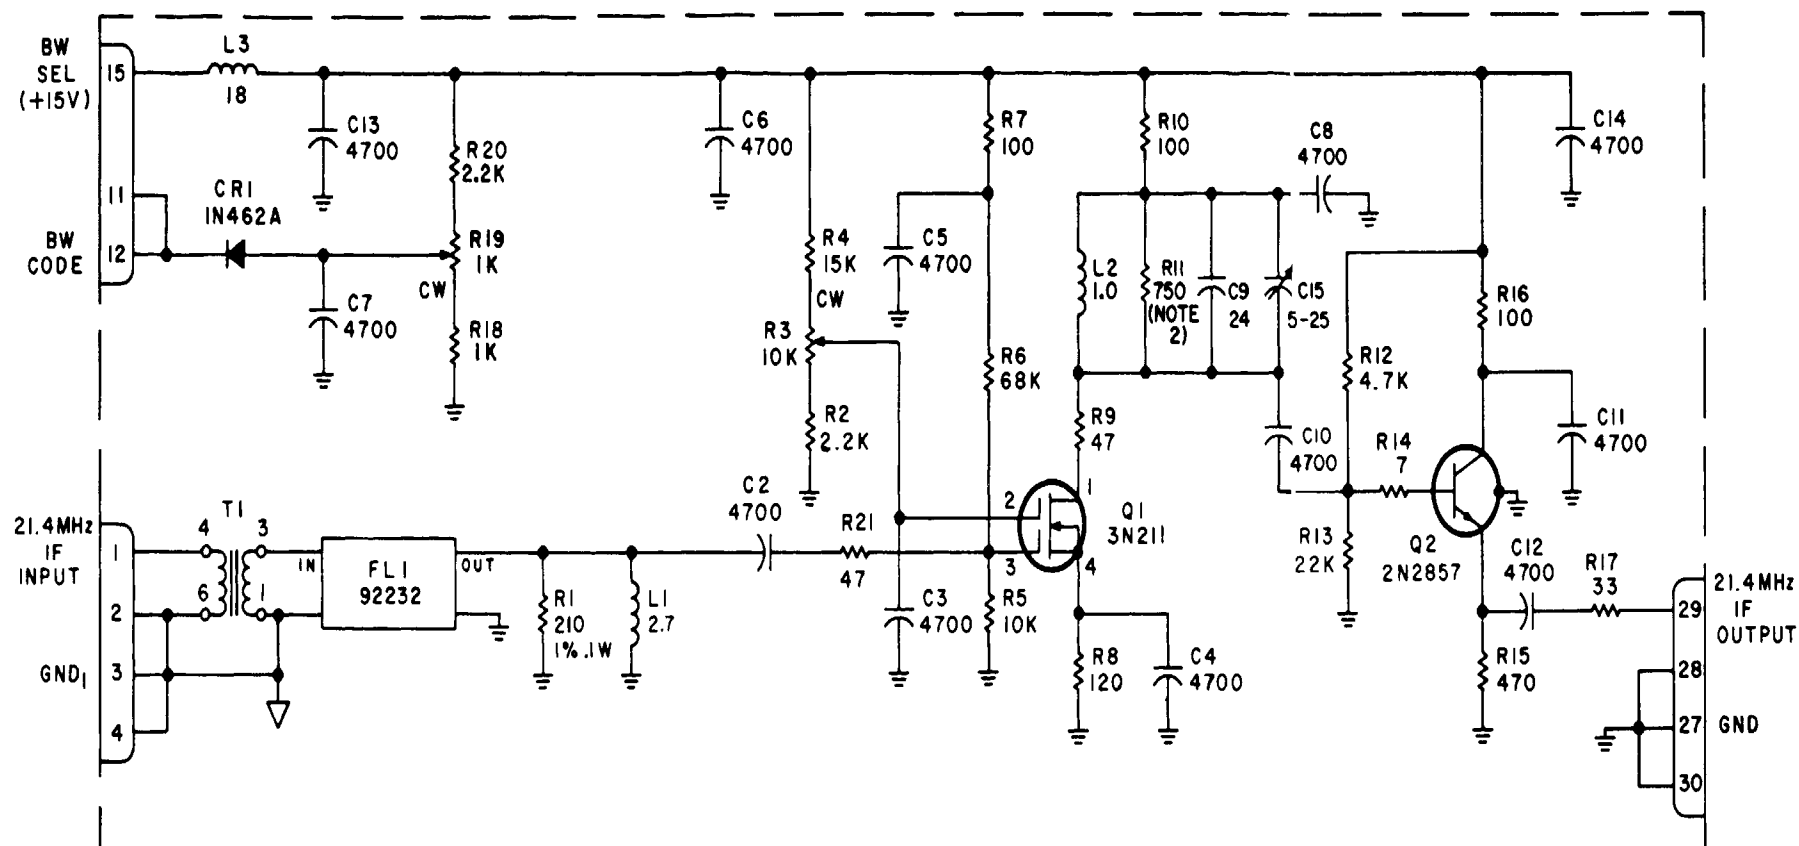 BW
SEL
(+15V)
15
L3
18
C13
4700
R20
2.2K
C6
4700
R7
100
R10
100
C8
4700
C14
4700
11
CR1
1N462A
BW
CODE
12
R19
1K
CW
C7
4700
R18
1K
R4
15K
CW
R3
10K
R2
2.2K
C5
4700
R6
68K
L2
1.0
R11
750
(NOTE
2)
C9
24
C15
5-25
R16
100
R12
4.7K
R9
47
C10
4700
R14
7
C11
4700
21.4MHz
IF
INPUT
1
2
GND1
3
4
T1
4
3
6
1
IN
FL1
92232
OUT
R1
210
1% .1W
L1
2.7
C2
4700
R21
47
C3
4700
R5
10K
2
3
1
4
Q1
3N211
R8
120
C4
4700
R13
22K
Q2
2N2857
C12
4700
R17
33
R15
470
29
21.4MHz
IF
OUTPUT
28
27
GND
30